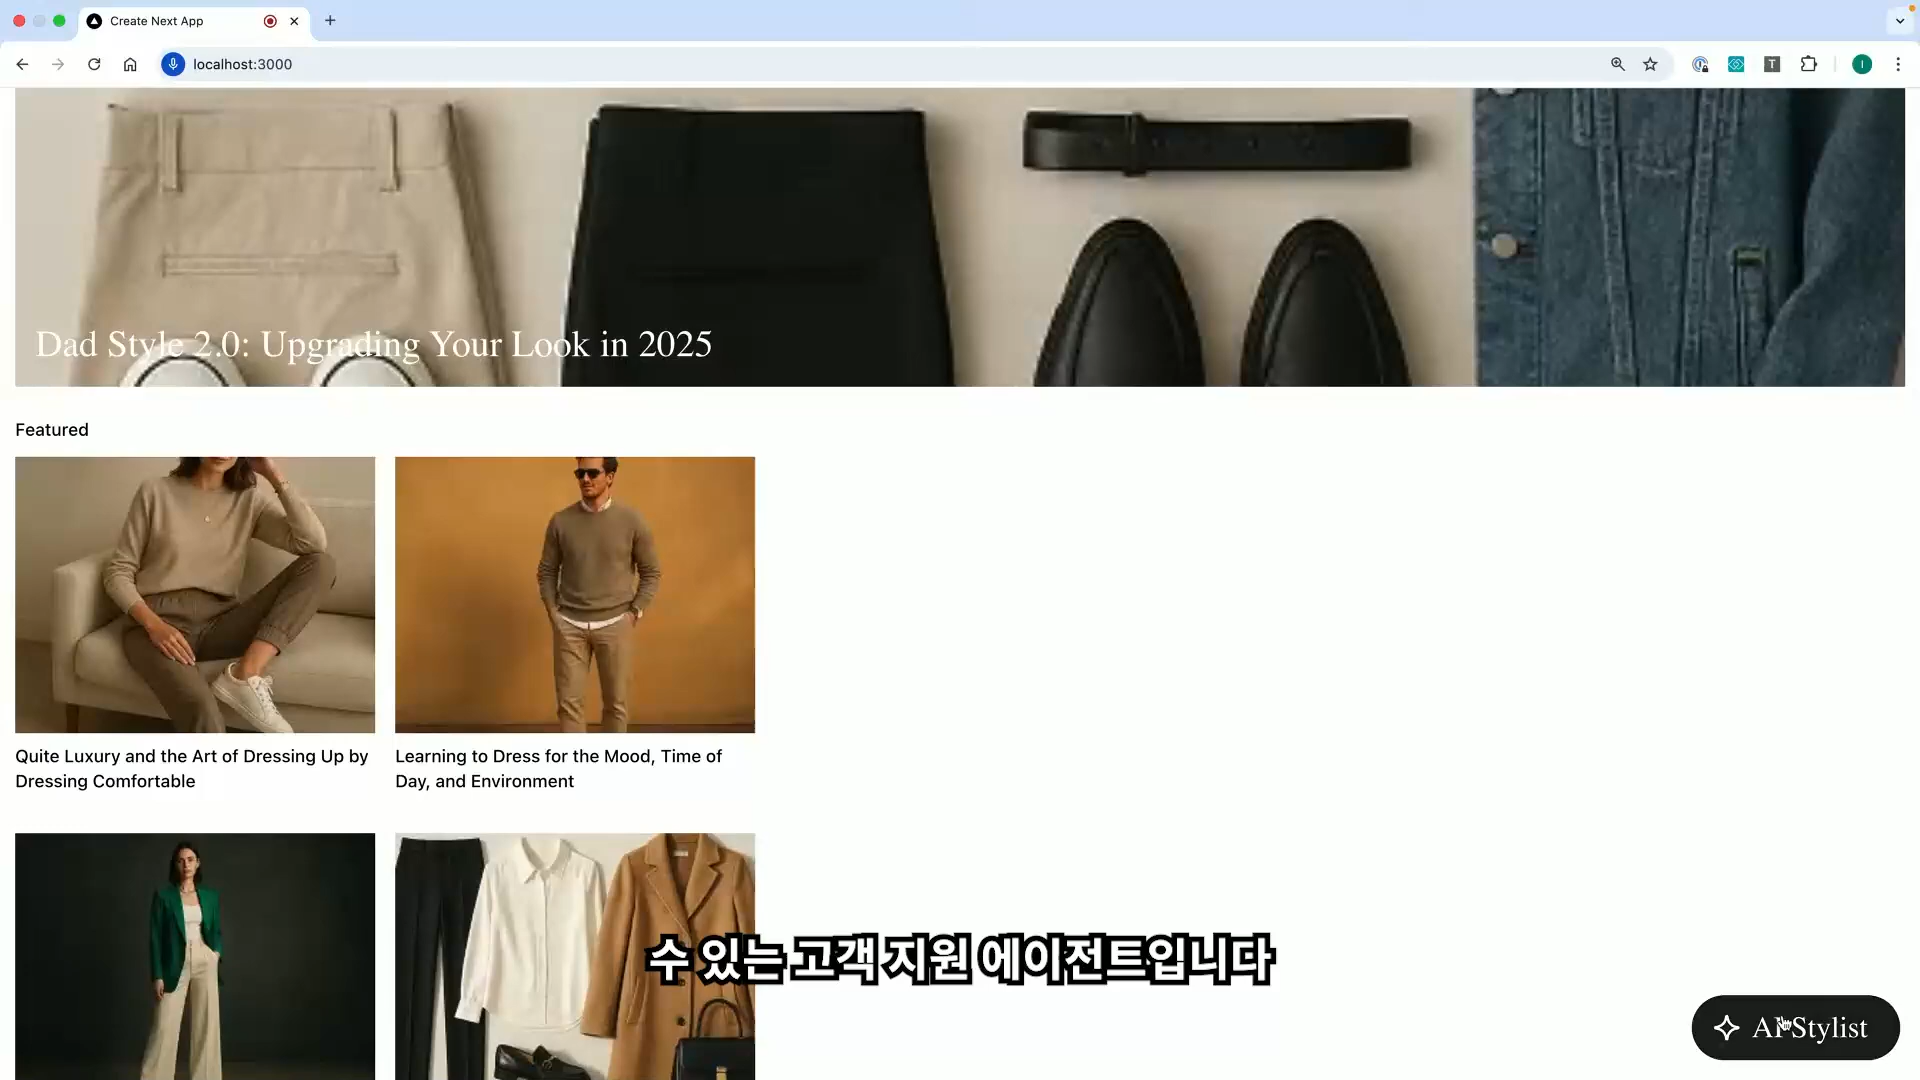 Create Next App
localhost:3000
T
I
Dad Style 2.0: Upgrading Your Look in 2025
Featured
Quite Luxury and the Art of Dressing Up by
Dressing Comfortable
Learning to Dress for the Mood, Time of
Day, and Environment
수 있는 고객 지원 에이전트입니다
AI Stylist